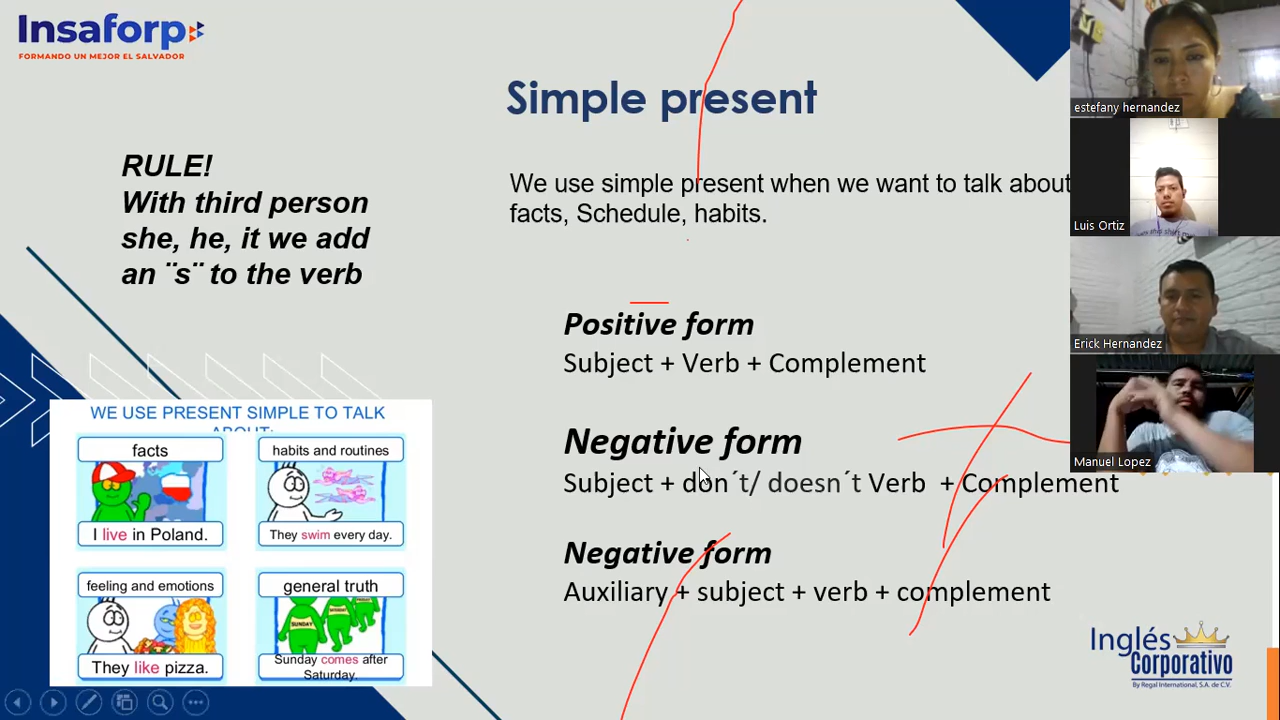 Insaforp
FORMANDO UN MEJOR EL SALVADOR
Simple present
RULE!
With third person
she, he, it we add
an ¨s¨ to the verb
We use simple present when we want to talk about
facts, Schedule, habits.
Positive form
Subject + Verb + Complement
Negative form
Subject + don´t/ doesn´t Verb + Complement
Negative form
Auxiliary + subject + verb + complement
WE USE PRESENT SIMPLE TO TALK
ABOUT:
facts
I live in Poland.
habits and routines
They swim every day.
feeling and emotions
They like pizza.
general truth
SUNDAY
MONDAY
Sunday comes after
Saturday.
estefany hernandez
Luis Ortiz
Erick Hernandez
Manuel Lopez
Inglés
Corporativo
By Regal International, S.A. de C.V.